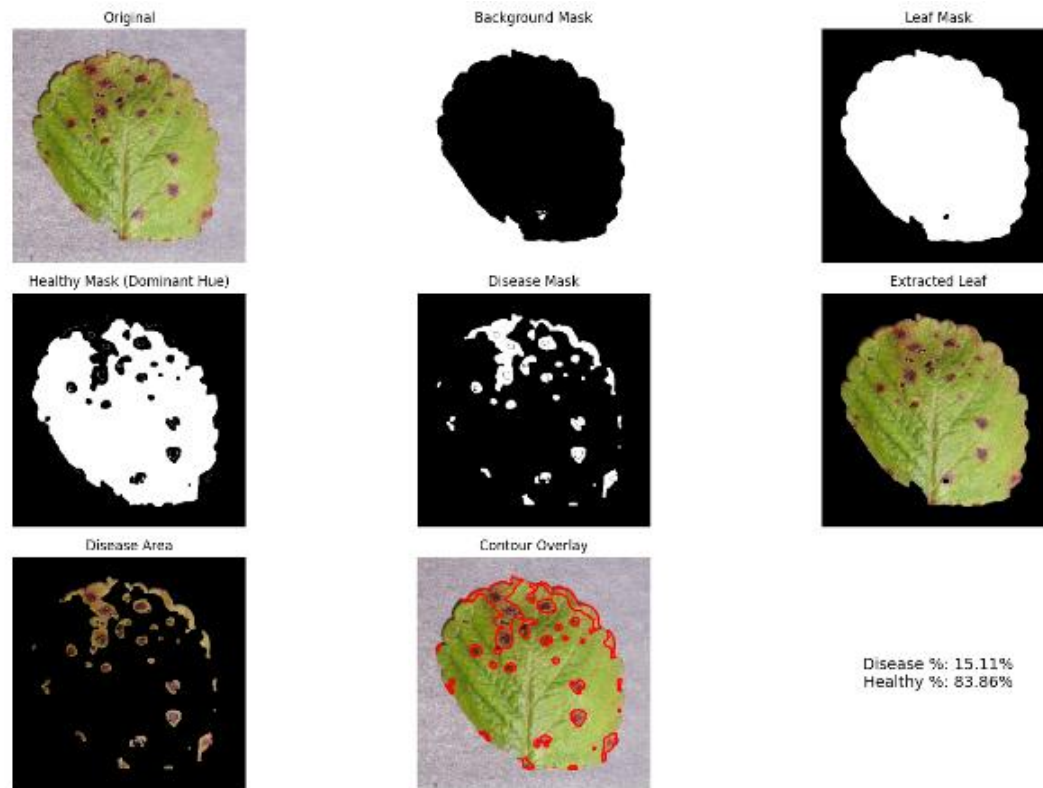 Original
Background Mask
Leaf Mask
Healthy Mask (Dominant Hue)
Disease Mask
Extracted Leaf
Disease Area
Contour Overlay
Disease %: 15.11%
Healthy %: 83.86%